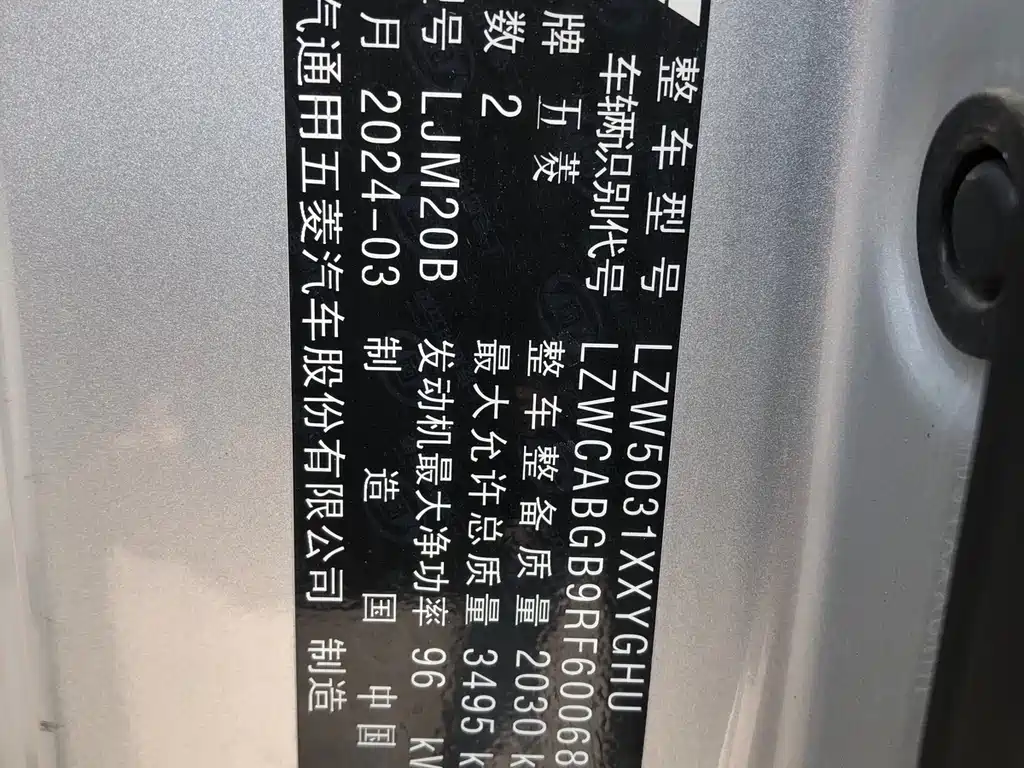 整车型号 LZW5031XXYGHU
车辆识别代号 LZWCABGB9RF60068
牌 五菱 整车整备质量 2030 k
数 2 最大允许总质量 3495 k
号 LJM20B 发动机最大净功率 96 kW
月 2024-03 制造国 中国
汽通用五菱汽车股份有限公司 制造